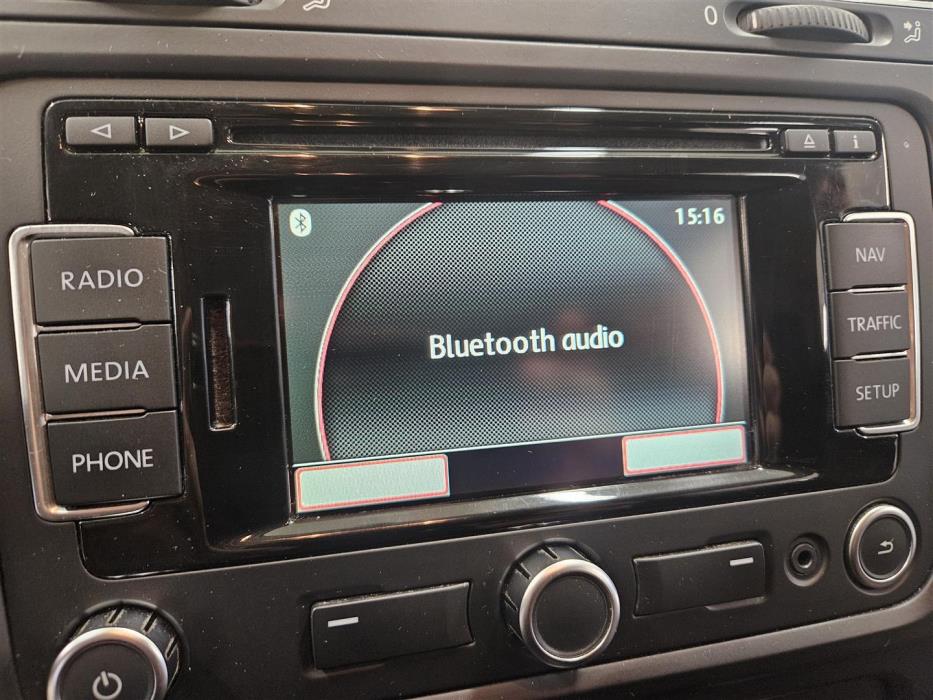 0
i
15:16
RADIO
NAV
Bluetooth audio
TRAFFIC
MEDIA
SETUP
PHONE